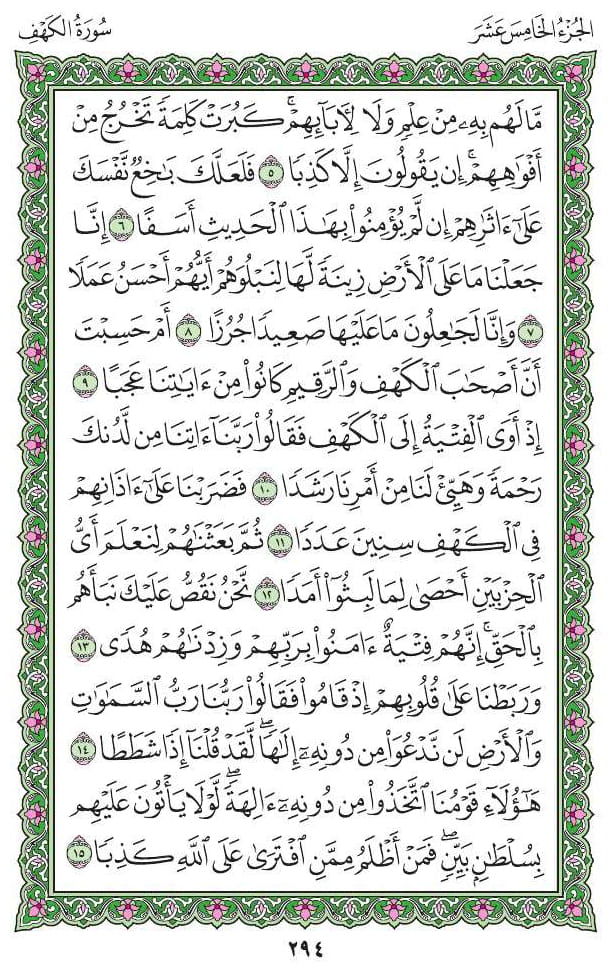 الجُزْءُ الخَامِسَ عَشَرَ
سُورَةُ الكَهْفِ
مَّا لَهُم بِهِۦ مِنْ عِلْمٍ وَلَا لِأٓبَآئِهِمْۚ كَبُرَتْ كَلِمَةً تَخْرُجُ مِنْ
أَفْوَٰهِهِمْۚ إِن يَقُولُونَ إِلَّا كَذِبًا ٥ فَلَعَلَّكَ بَٰخِعٌ نَّفْسَكَ
عَلَىٰٓ ءَاثَٰرِهِمْ إِن لَّمْ يُؤْمِنُوا۟ بِهَٰذَا ٱلْحَدِيثِ أَسَفًا ٦ إِنَّا
جَعَلْنَا مَا عَلَى ٱلْأَرْضِ زِينَةً لَّهَا لِنَبْلُوَهُمْ أَيُّهُمْ أَحْسَنُ عَمَلًا
٧ وَإِنَّا لَجَٰعِلُونَ مَا عَلَيْهَا صَعِيدًا جُرُزًا ٨ أَمْ حَسِبْتَ
أَنَّ أَصْحَٰبَ ٱلْكَهْفِ وَٱلرَّقِيمِ كَانُوا۟ مِنْ ءَايَٰتِنَا عَجَبًا ٩
إِذْ أَوَى ٱلْفِتْيَةُ إِلَى ٱلْكَهْفِ فَقَالُوا۟ رَبَّنَآ ءَاتِنَا مِن لَّدُنكَ
رَحْمَةً وَهَيِّئْ لَنَا مِنْ أَمْرِنَا رَشَدًا ١٠ فَضَرَبْنَا عَلَىٰٓ ءَاذَانِهِمْ
فِى ٱلْكَهْفِ سِنِينَ عَدَدًا ١١ ثُمَّ بَعَثْنَٰهُمْ لِنَعْلَمَ أَىُّ
ٱلْحِزْبَيْنِ أَحْصَىٰ لِمَا لَبِثُوٓا۟ أَمَدًا ١٢ نَّحْنُ نَقُصُّ عَلَيْكَ نَبَأَهُم
بِٱلْحَقِّۚ إِنَّهُمْ فِتْيَةٌ ءَامَنُوا۟ بِرَبِّهِمْ وَزِدْنَٰهُمْ هُدًى ١٣
وَرَبَطْنَا عَلَىٰ قُلُوبِهِمْ إِذْ قَامُوا۟ فَقَالُوا۟ رَبُّنَا رَبُّ ٱلسَّمَٰوَٰتِ
وَٱلْأَرْضِ لَن نَّدْعُوَا۟ مِن دُونِهِۦٓ إِلَٰهًاۖ لَّقَدْ قُلْنَآ إِذًا شَطَطًا ١٤
هَٰٓؤُلَآءِ قَوْمُنَا ٱتَّخَذُوا۟ مِن دُونِهِۦٓ ءَالِهَةًۖ لَّوْلَا يَأْتُونَ عَلَيْهِم
بِسُلْطَٰنٍۭ بَيِّنٍۖ فَمَنْ أَظْلَمُ مِمَّنِ ٱفْتَرَىٰ عَلَى ٱللَّهِ كَذِبًا ١٥
٢٩٤